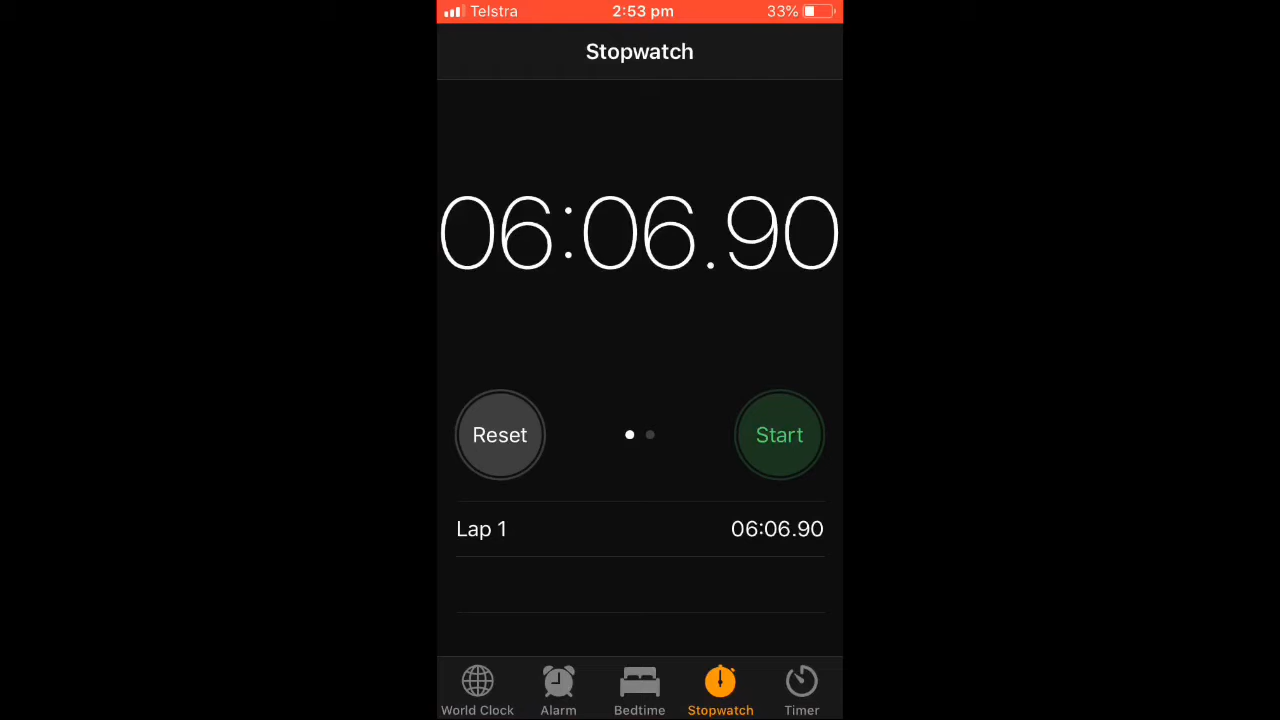 Telstra 2:53 pm 33%
Stopwatch
06:06.90
Reset Start
Lap 1 06:06.90
World Clock Alarm Bedtime Stopwatch Timer